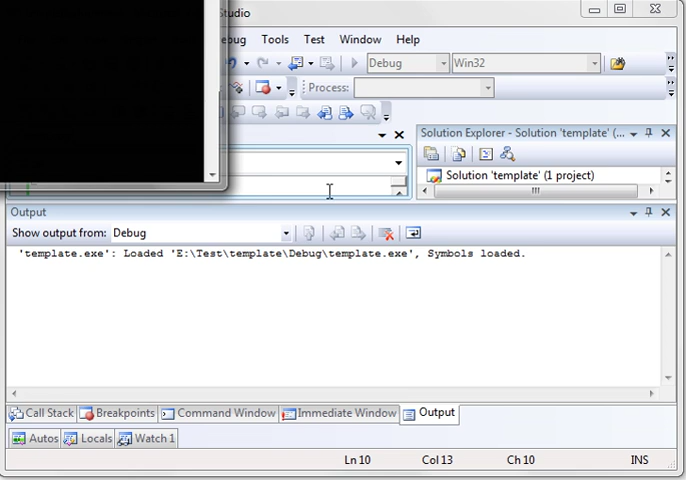 Studio
Tools Test Window Help
Debug Win32
Process:
Solution Explorer - Solution 'template' (...
Solution 'template' (1 project)
Output
Show output from: Debug
'template.exe': Loaded 'E:\Test\template\Debug\template.exe', Symbols loaded.
Call Stack Breakpoints Command Window Immediate Window Output
Autos Locals Watch 1
Ln 10 Col 13 Ch 10 INS